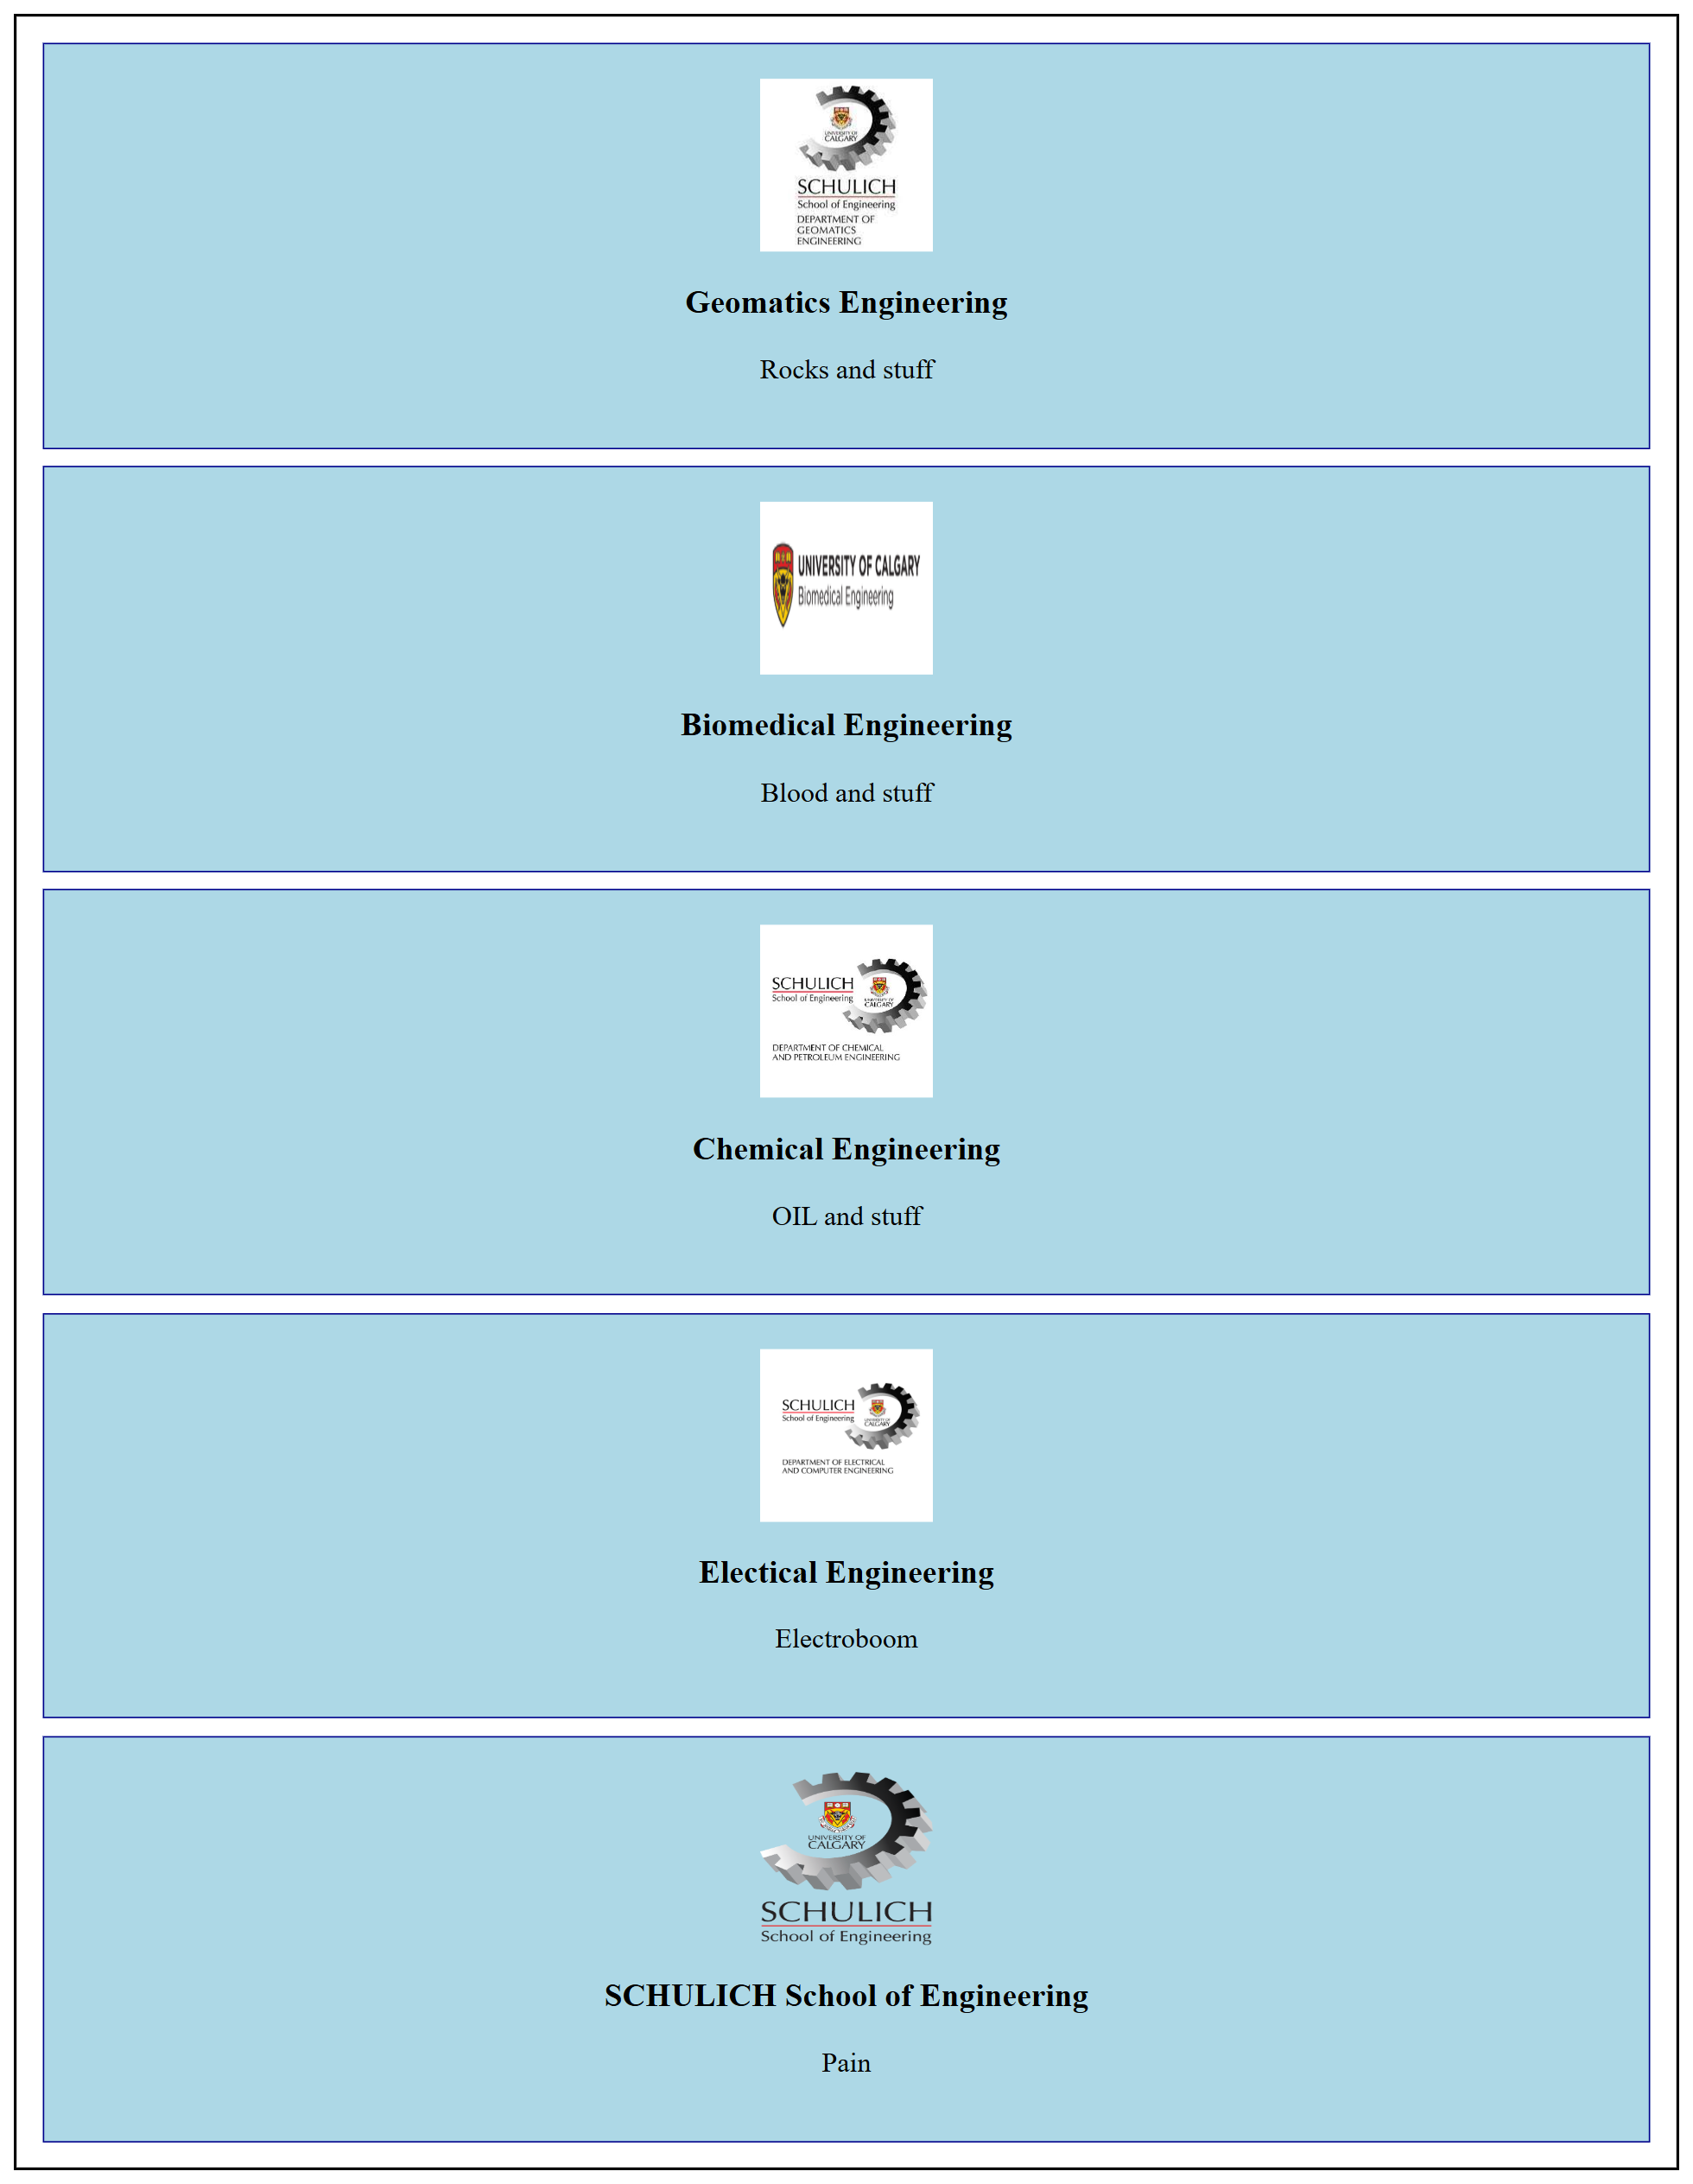 UNIVERSITY OF
CALGARY
SCHULICH
School of Engineering
DEPARTMENT OF
GEOMATICS
ENGINEERING
Geomatics Engineering
Rocks and stuff
UNIVERSITY OF CALGARY
Biomedical Engineering
Biomedical Engineering
Blood and stuff
SCHULICH
School of Engineering
UNIVERSITY OF
CALGARY
DEPARTMENT OF CHEMICAL
AND PETROLEUM ENGINEERING
Chemical Engineering
OIL and stuff
SCHULICH
School of Engineering
UNIVERSITY OF
CALGARY
DEPARTMENT OF ELECTRICAL
AND COMPUTER ENGINEERING
Electical Engineering
Electroboom
UNIVERSITY OF
CALGARY
SCHULICH
School of Engineering
SCHULICH School of Engineering
Pain